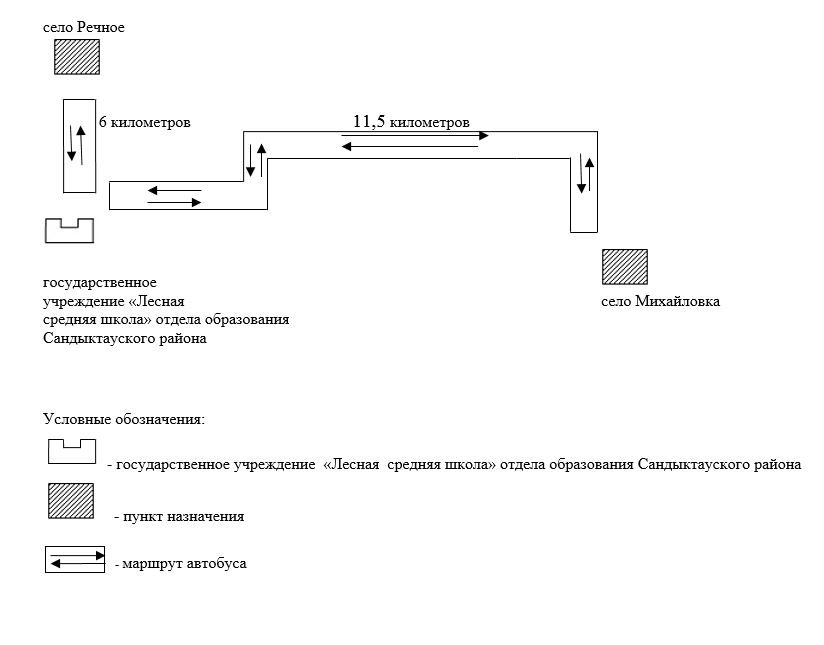 село Речное
6 километров
11,5 километров
государственное
учреждение «Лесная
средняя школа» отдела образования
Сандыктауского района
село Михайловка
Условные обозначения:
- государственное учреждение «Лесная средняя школа» отдела образования Сандыктауского района
- пункт назначения
- маршрут автобуса